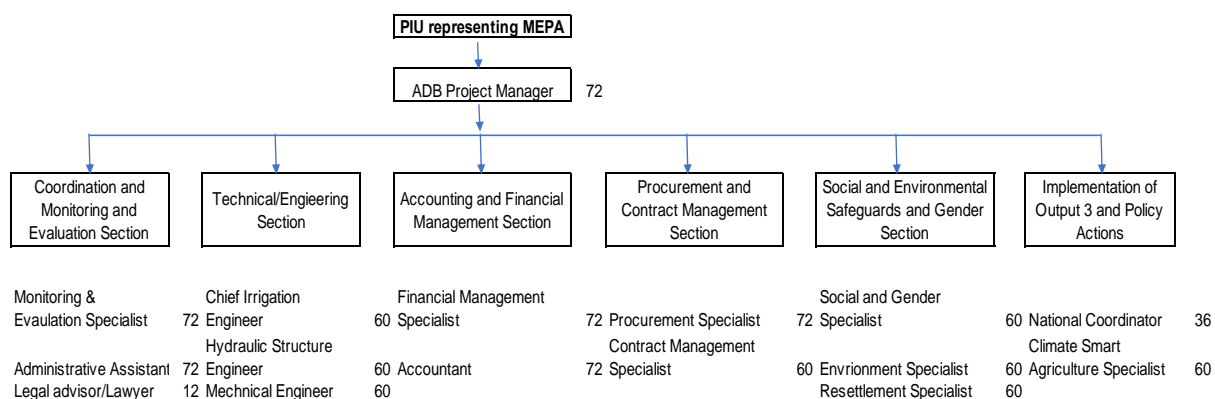 PIU representing MEPA
ADB Project Manager 72
Coordination and
Monitoring and
Evaluation Section
Technical/Engieering
Section
Accounting and Financial
Management Section
Procurement and
Contract Management
Section
Social and Environmental
Safeguards and Gender
Section
Implementation of
Output 3 and Policy
Actions
Monitoring &
Evaulation Specialist 72
Administrative Assistant 72
Legal advisor/Lawyer 12
Chief Irrigation
Engineer 60
Hydraulic Structure
Engineer 60
Mechnical Engineer 60
Financial Management
Specialist 72
Accountant 72
Procurement Specialist 72
Contract Management
Specialist 60
Social and Gender
Specialist 60
Envrionment Specialist 60
Resettlement Specialist 60
National Coordinator 36
Climate Smart
Agriculture Specialist 60